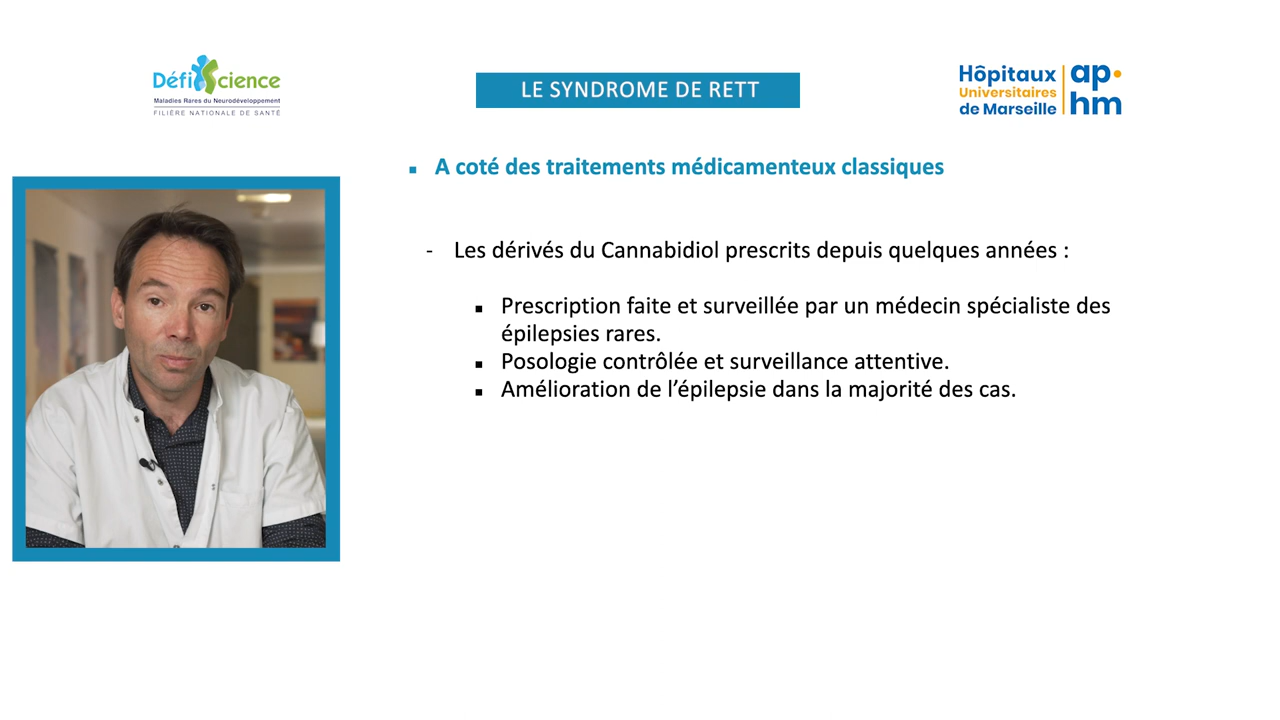 DéfiScience
Maladies Rares du Neurodéveloppement
FILIÈRE NATIONALE DE SANTÉ
LE SYNDROME DE RETT
Hôpitaux
Universitaires
de Marseille
ap.
hm
A coté des traitements médicamenteux classiques
- Les dérivés du Cannabidiol prescrits depuis quelques années :
Prescription faite et surveillée par un médecin spécialiste des
épilepsies rares.
Posologie contrôlée et surveillance attentive.
Amélioration de l’épilepsie dans la majorité des cas.